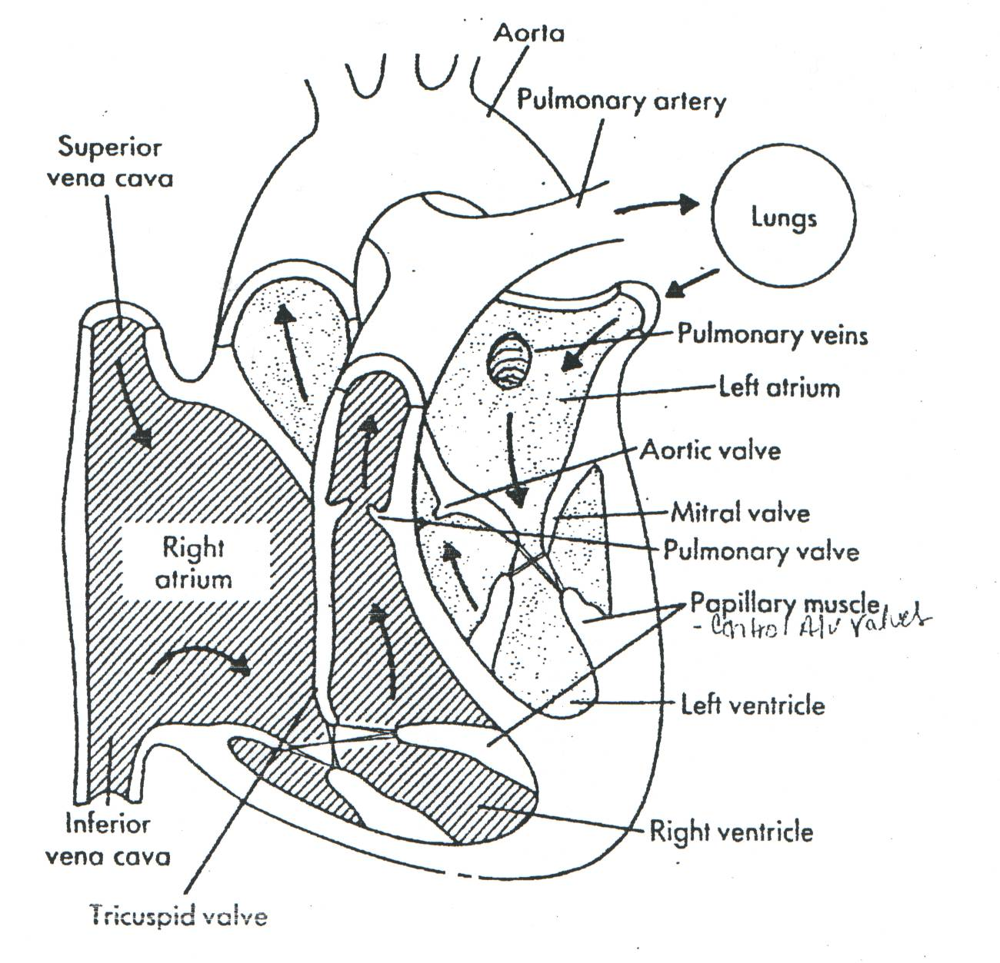 Aorta
Pulmonary artery
Superior
vena cava
Lungs
Pulmonary veins
Left atrium
Aortic valve
Mitral valve
Right
atrium
Pulmonary valve
Papillary muscle
- Control A/V valves
Left ventricle
Inferior
vena cava
Right ventricle
Tricuspid valve